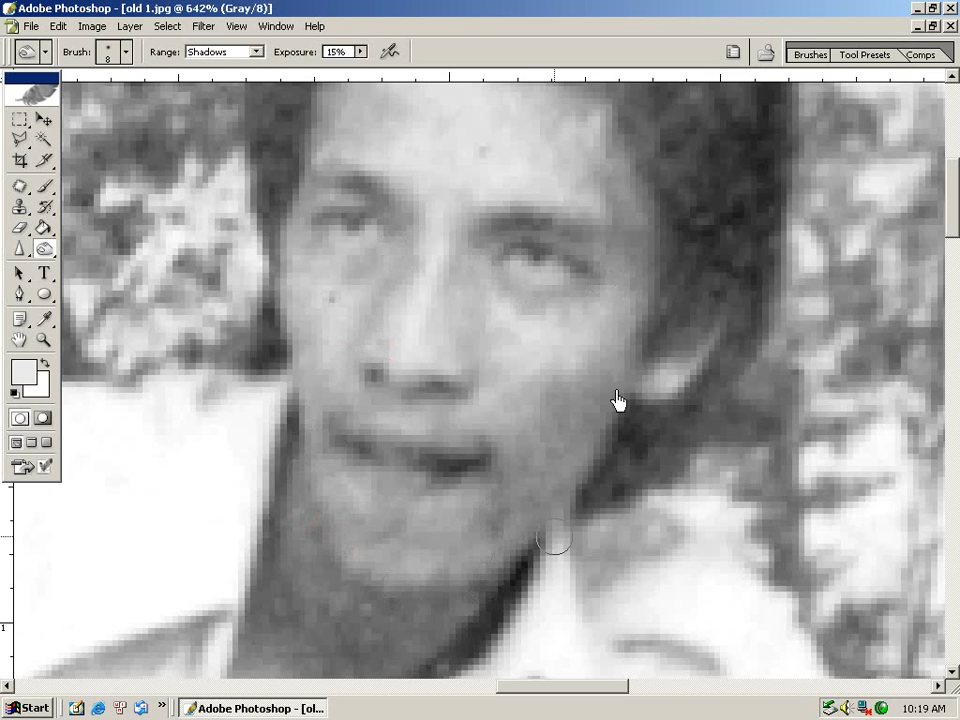 Adobe Photoshop - [old 1.jpg @ 642% (Gray/8)]
File Edit Image Layer Select Filter View Window Help
Brush: 8 Range: Shadows Exposure: 15% Brushes Tool Presets Comps
T
1
Start » Adobe Photoshop - [ol... 10:19 AM